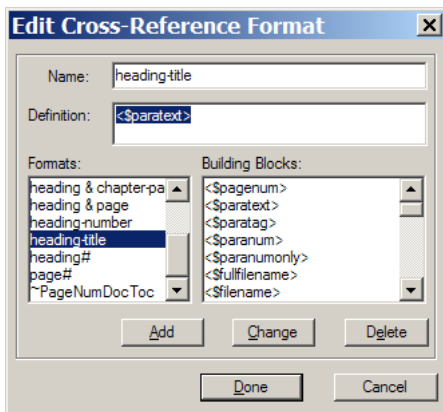 Edit Cross-Reference Format
Name: heading-title
Definition: <$paratext>
Formats:
heading & chapter-pa
heading & page
heading-number
heading-title
heading#
page#
~PageNumDocToc
Building Blocks:
<$pagenum>
<$paratext>
<$paratag>
<$paranum>
<$paranumonly>
<$fullfilename>
<$filename>
Add Change Delete
Done Cancel